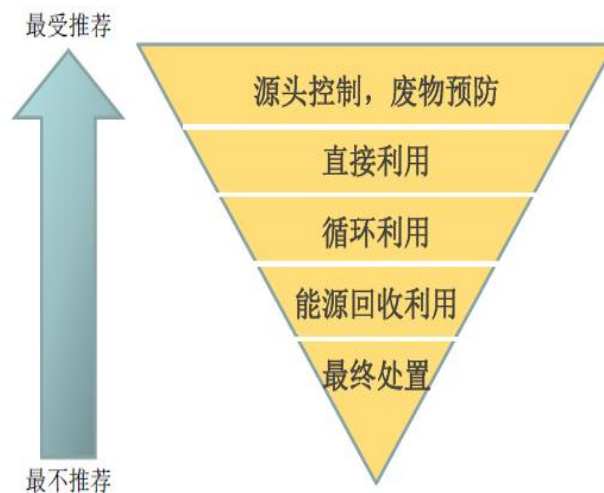 最受推荐
源头控制，废物预防
直接利用
循环利用
能源回收利用
最终处置
最不推荐